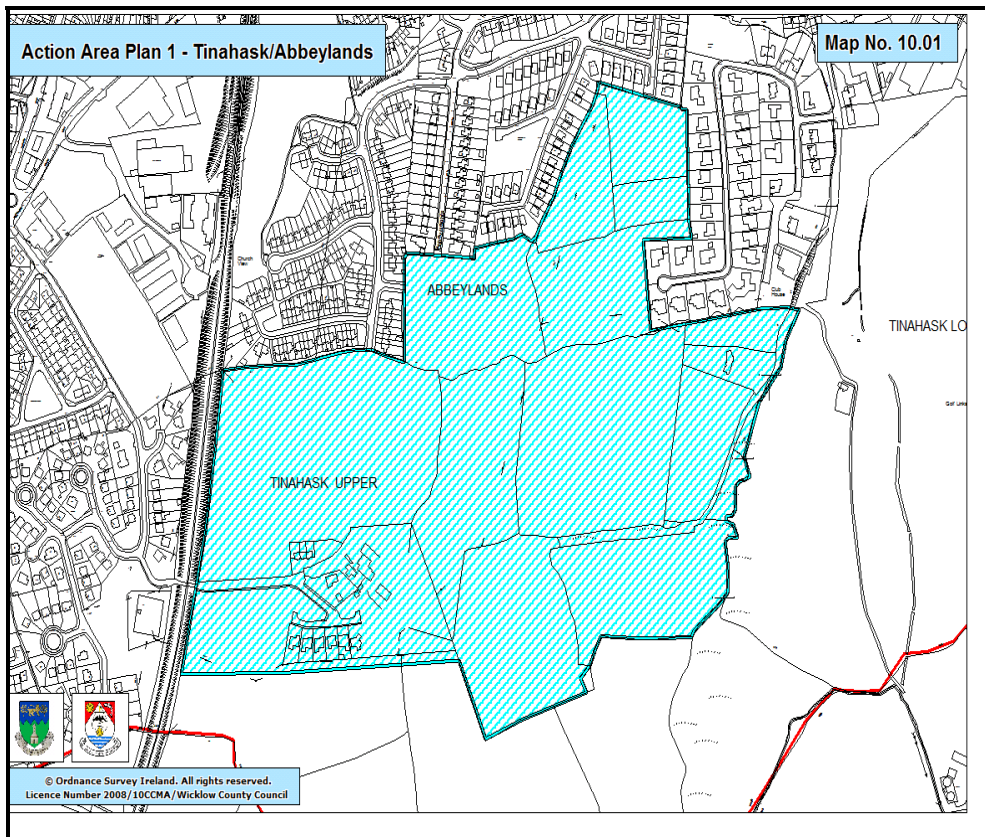 Action Area Plan 1 - Tinahask/Abbeylands
Map No. 10.01
Church
View
ABBEYLANDS
Club
House
TINAHASK LO
Golf Links
TINAHASK UPPER
© Ordnance Survey Ireland. All rights reserved.
Licence Number 2008/10CCMA/Wicklow County Council